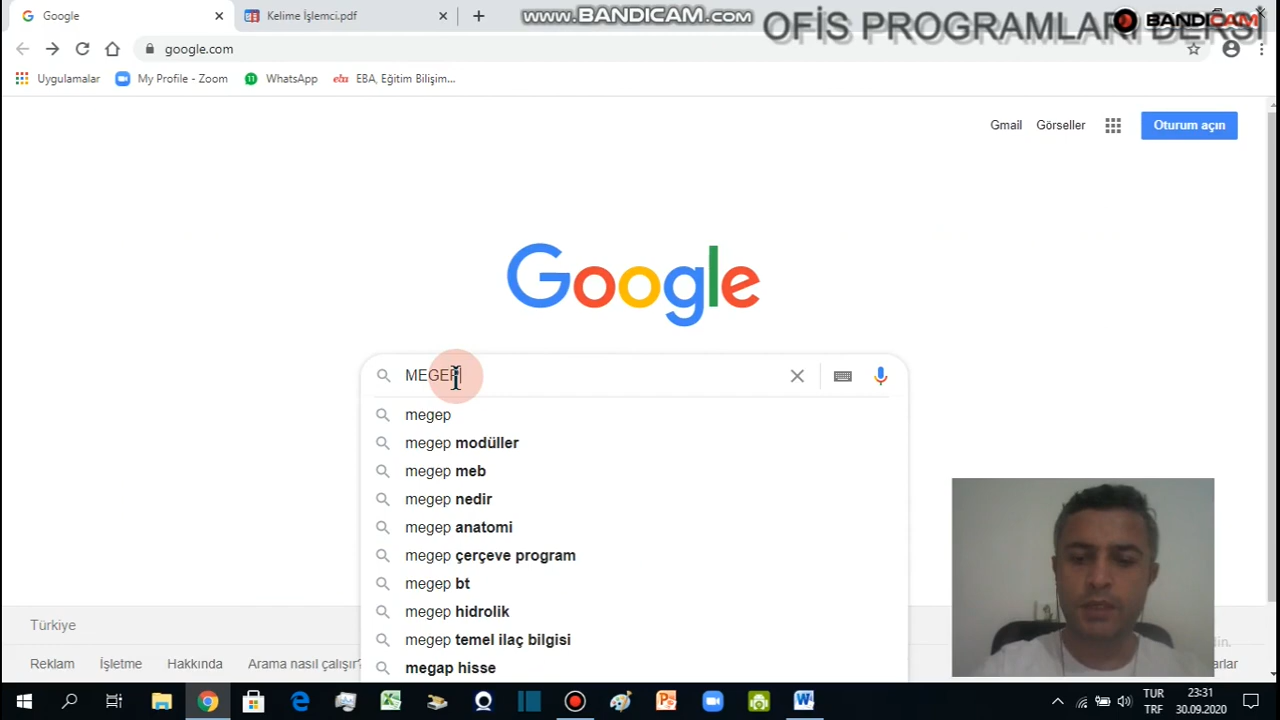 Google
Kelime İşlemci.pdf
www.BANDICAM.com
OFİS PROGRAMLARI DERSİ
BANDICAM
google.com
Uygulamalar
My Profile - Zoom
11
WhatsApp
eba
EBA, Eğitim Bilişim...
Gmail
Görseller
Oturum açın
Google
MEGEP
megep
megep modüller
megep meb
megep nedir
megep anatomi
megep çerçeve program
megep bt
megep hidrolik
megep temel ilaç bilgisi
megap hisse
Türkiye
Reklam
İşletme
Hakkında
Arama nasıl çalışır?
TUR
TRF
23:31
30.09.2020